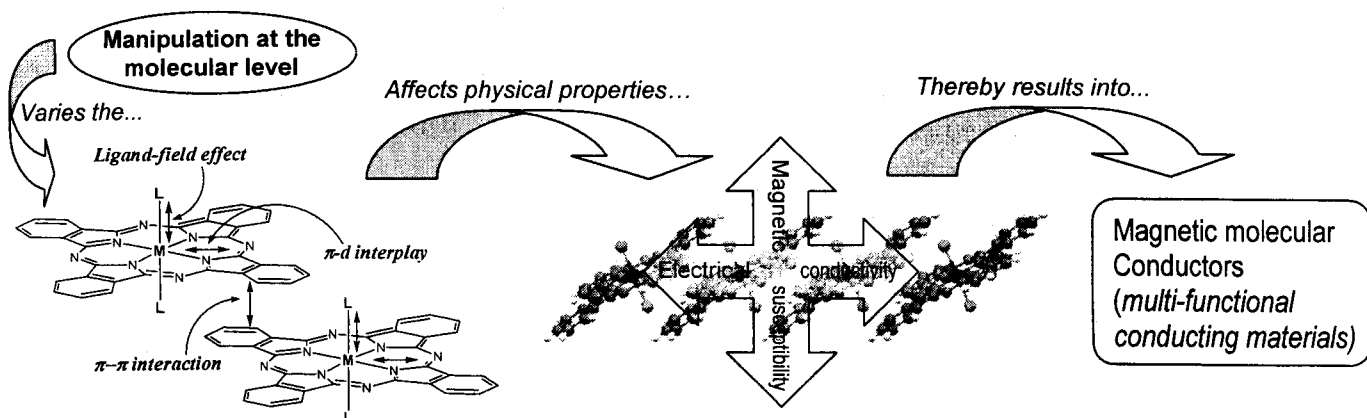 Manipulation at the
molecular level
Varies the...
Ligand-field effect
L
N
N
N
N
M
N
N
N
N
π-d interplay
L
π–π interaction
L
N
N
N
N
M
N
N
N
N
L
Affects physical properties…
Magnetic susceptibility
Electrical conductivity
Thereby results into...
Magnetic molecular
Conductors
(multi-functional
conducting materials)